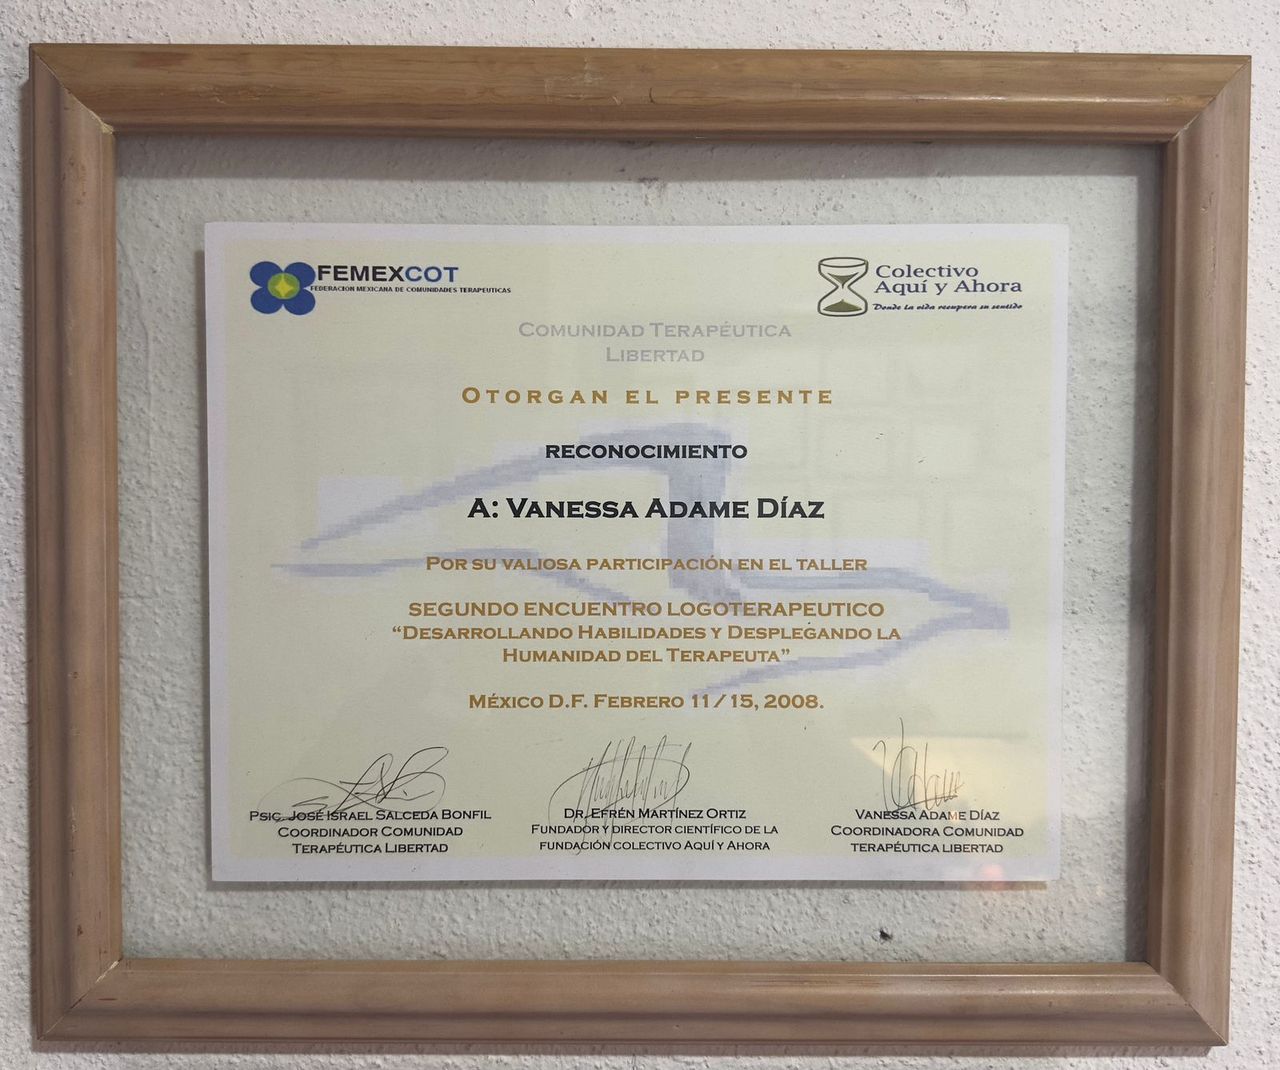 FEMEXCOT
FEDERACION MEXICANA DE COMUNIDADES TERAPEUTICAS
Colectivo
Aquí y Ahora
Donde la vida recupera su sentido
COMUNIDAD TERAPÉUTICA
LIBERTAD
OTORGAN EL PRESENTE
RECONOCIMIENTO
A: VANESSA ADAME DÍAZ
POR SU VALIOSA PARTICIPACIÓN EN EL TALLER
SEGUNDO ENCUENTRO LOGOTERAPEUTICO
“DESARROLLANDO HABILIDADES Y DESPLEGANDO LA
HUMANIDAD DEL TERAPEUTA”
MÉXICO D.F. FEBRERO 11/15, 2008.
PSIC. JOSÉ ISRAEL SALCEDA BONFIL
COORDINADOR COMUNIDAD
TERAPÉUTICA LIBERTAD
DR. EFRÉN MARTÍNEZ ORTIZ
FUNDADOR Y DIRECTOR CIENTÍFICO DE LA
FUNDACIÓN COLECTIVO AQUÍ Y AHORA
VANESSA ADAME DÍAZ
COORDINADORA COMUNIDAD
TERAPÉUTICA LIBERTAD